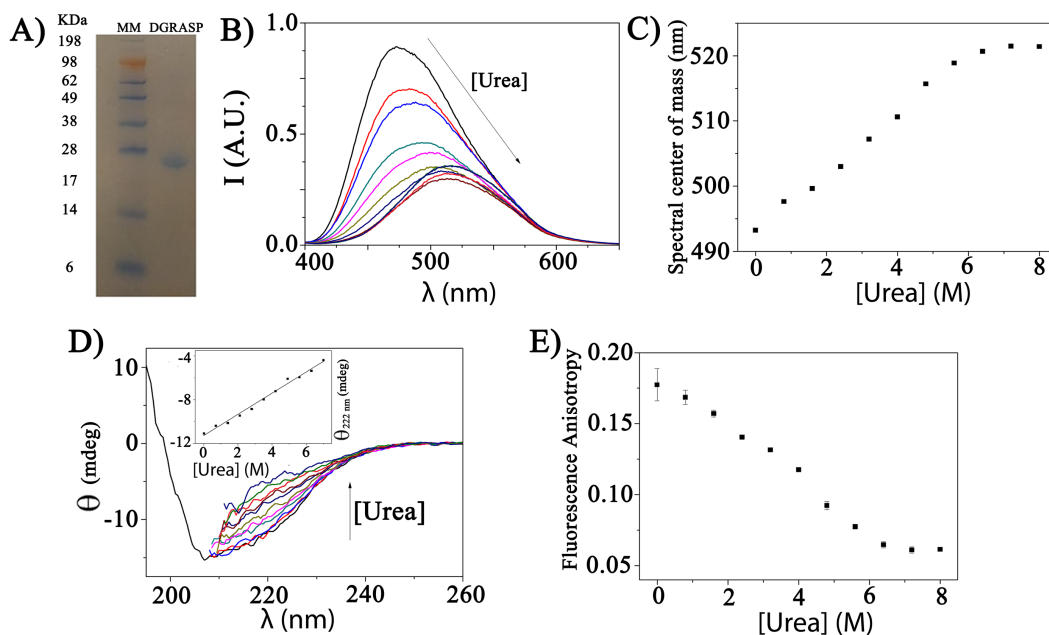 A)
KDa
MM DGRASP
198
98
62
49
38
28
17
14
6
B)
I (A.U.)
1.0
0.5
0.0
[Urea]
400 500 600
λ (nm)
C)
Spectral center of mass (nm)
520
510
500
490
0 2 4 6 8
[Urea] (M)
D)
θ (mdeg)
10
0
-10
-4
-8
-12
0 2 4 6
[Urea] (M)
θ222 nm (mdeg)
[Urea]
200 220 240 260
λ (nm)
E)
Fluorescence Anisotropy
0.20
0.15
0.10
0.05
0 2 4 6 8
[Urea] (M)